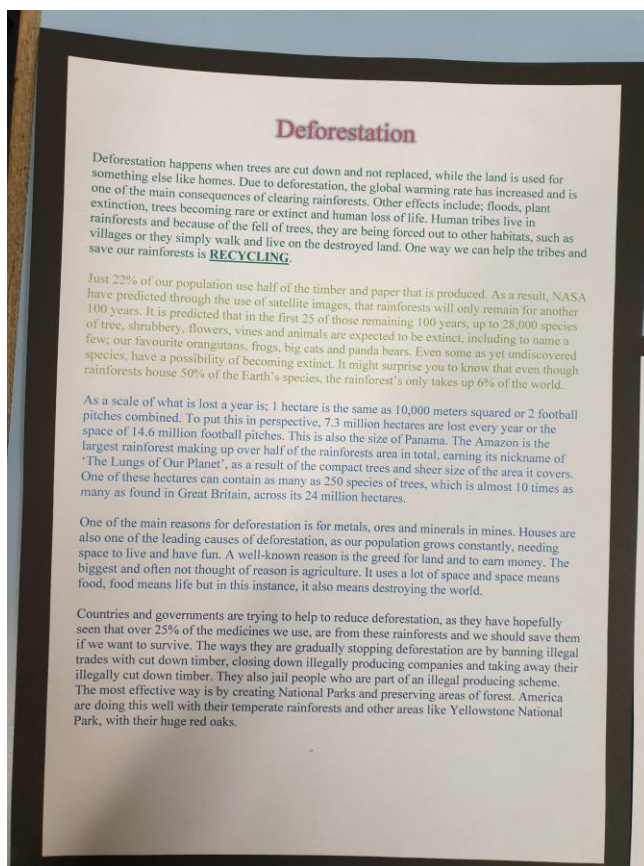 Deforestation
Deforestation happens when trees are cut down and not replaced, while the land is used for
something else like homes. Due to deforestation, the global warming rate has increased and is
one of the main consequences of clearing rainforests. Other effects include; floods, plant
extinction, trees becoming rare or extinct and human loss of life. Human tribes live in
rainforests and because of the fell of trees, they are being forced out to other habitats, such as
villages or they simply walk and live on the destroyed land. One way we can help the tribes and
save our rainforests is RECYCLING.
Just 22% of our population use half of the timber and paper that is produced. As a result, NASA
have predicted through the use of satellite images, that rainforests will only remain for another
100 years. It is predicted that in the first 25 of those remaining 100 years, up to 28,000 species
of tree, shrubbery, flowers, vines and animals are expected to be extinct, including to name a
few; our favourite orangutans, frogs, big cats and panda bears. Even some as yet undiscovered
species, have a possibility of becoming extinct. It might surprise you to know that even though
rainforests house 50% of the Earth's species, the rainforest's only takes up 6% of the world.
As a scale of what is lost a year is; 1 hectare is the same as 10,000 meters squared or 2 football
pitches combined. To put this in perspective, 7.3 million hectares are lost every year or the
space of 14.6 million football pitches. This is also the size of Panama. The Amazon is the
largest rainforest making up over half of the rainforests area in total, earning its nickname of
'The Lungs of Our Planet', as a result of the compact trees and sheer size of the area it covers.
One of these hectares can contain as many as 250 species of trees, which is almost 10 times as
many as found in Great Britain, across its 24 million hectares.
One of the main reasons for deforestation is for metals, ores and minerals in mines. Houses are
also one of the leading causes of deforestation, as our population grows constantly, needing
space to live and have fun. A well-known reason is the greed for land and to earn money. The
biggest and often not thought of reason is agriculture. It uses a lot of space and space means
food, food means life but in this instance, it also means destroying the world.
Countries and governments are trying to help to reduce deforestation, as they have hopefully
seen that over 25% of the medicines we use, are from these rainforests and we should save them
if we want to survive. The ways they are gradually stopping deforestation are by banning illegal
trades with cut down timber, closing down illegally producing companies and taking away their
illegally cut down timber. They also jail people who are part of an illegal producing scheme.
The most effective way is by creating National Parks and preserving areas of forest. America
are doing this well with their temperate rainforests and other areas like Yellowstone National
Park, with their huge red oaks.